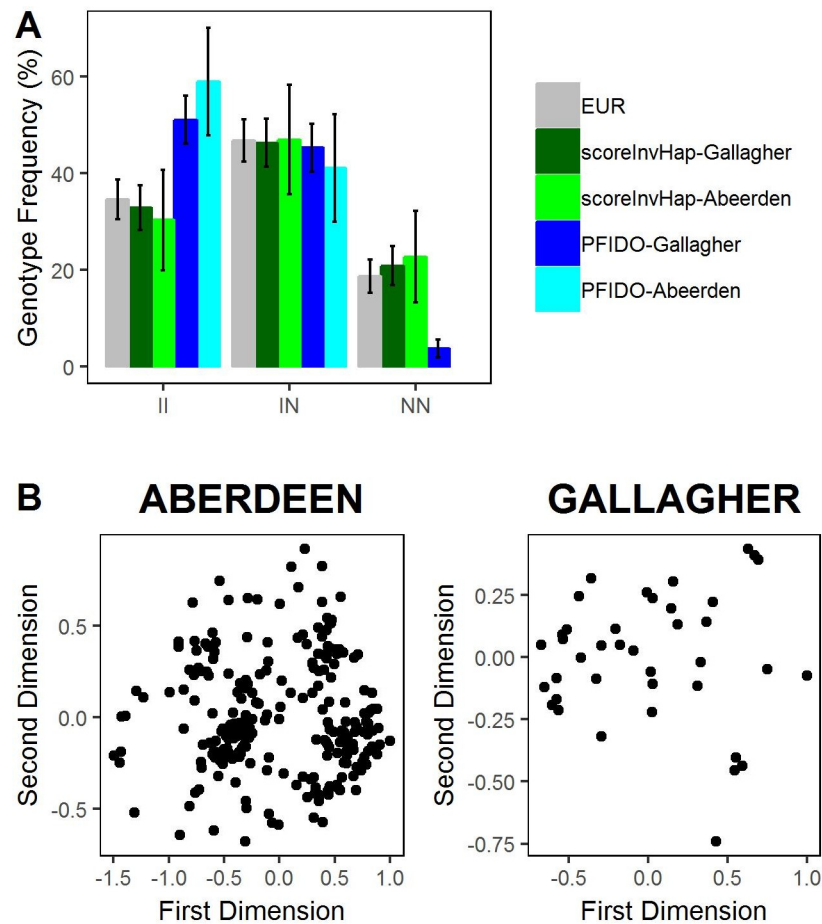 A
Genotype Frequency (%)
60
40
20
0
II IN NN
EUR
scoreInvHap-Gallagher
scoreInvHap-Abeerden
PFIDO-Gallagher
PFIDO-Abeerden
B
ABERDEEN
Second Dimension
0.5
0.0
-0.5
-1.5 -1.0 -0.5 0.0 0.5 1.0
First Dimension
GALLAGHER
Second Dimension
0.25
0.00
-0.25
-0.50
-0.75
-0.5 0.0 0.5 1.0
First Dimension